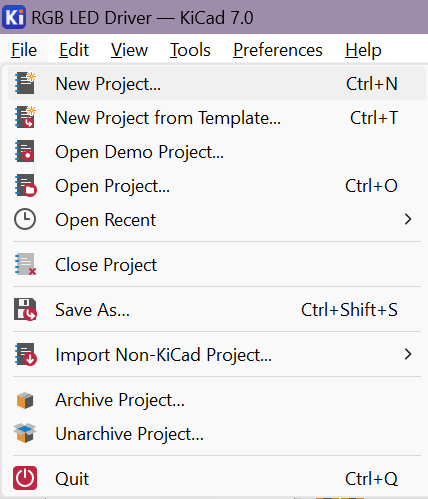 Ki RGB LED Driver — KiCad 7.0
File Edit View Tools Preferences Help
New Project... Ctrl+N
New Project from Template... Ctrl+T
Open Demo Project...
Open Project... Ctrl+O
Open Recent
Close Project
Save As... Ctrl+Shift+S
Import Non-KiCad Project...
Archive Project...
Unarchive Project...
Quit Ctrl+Q